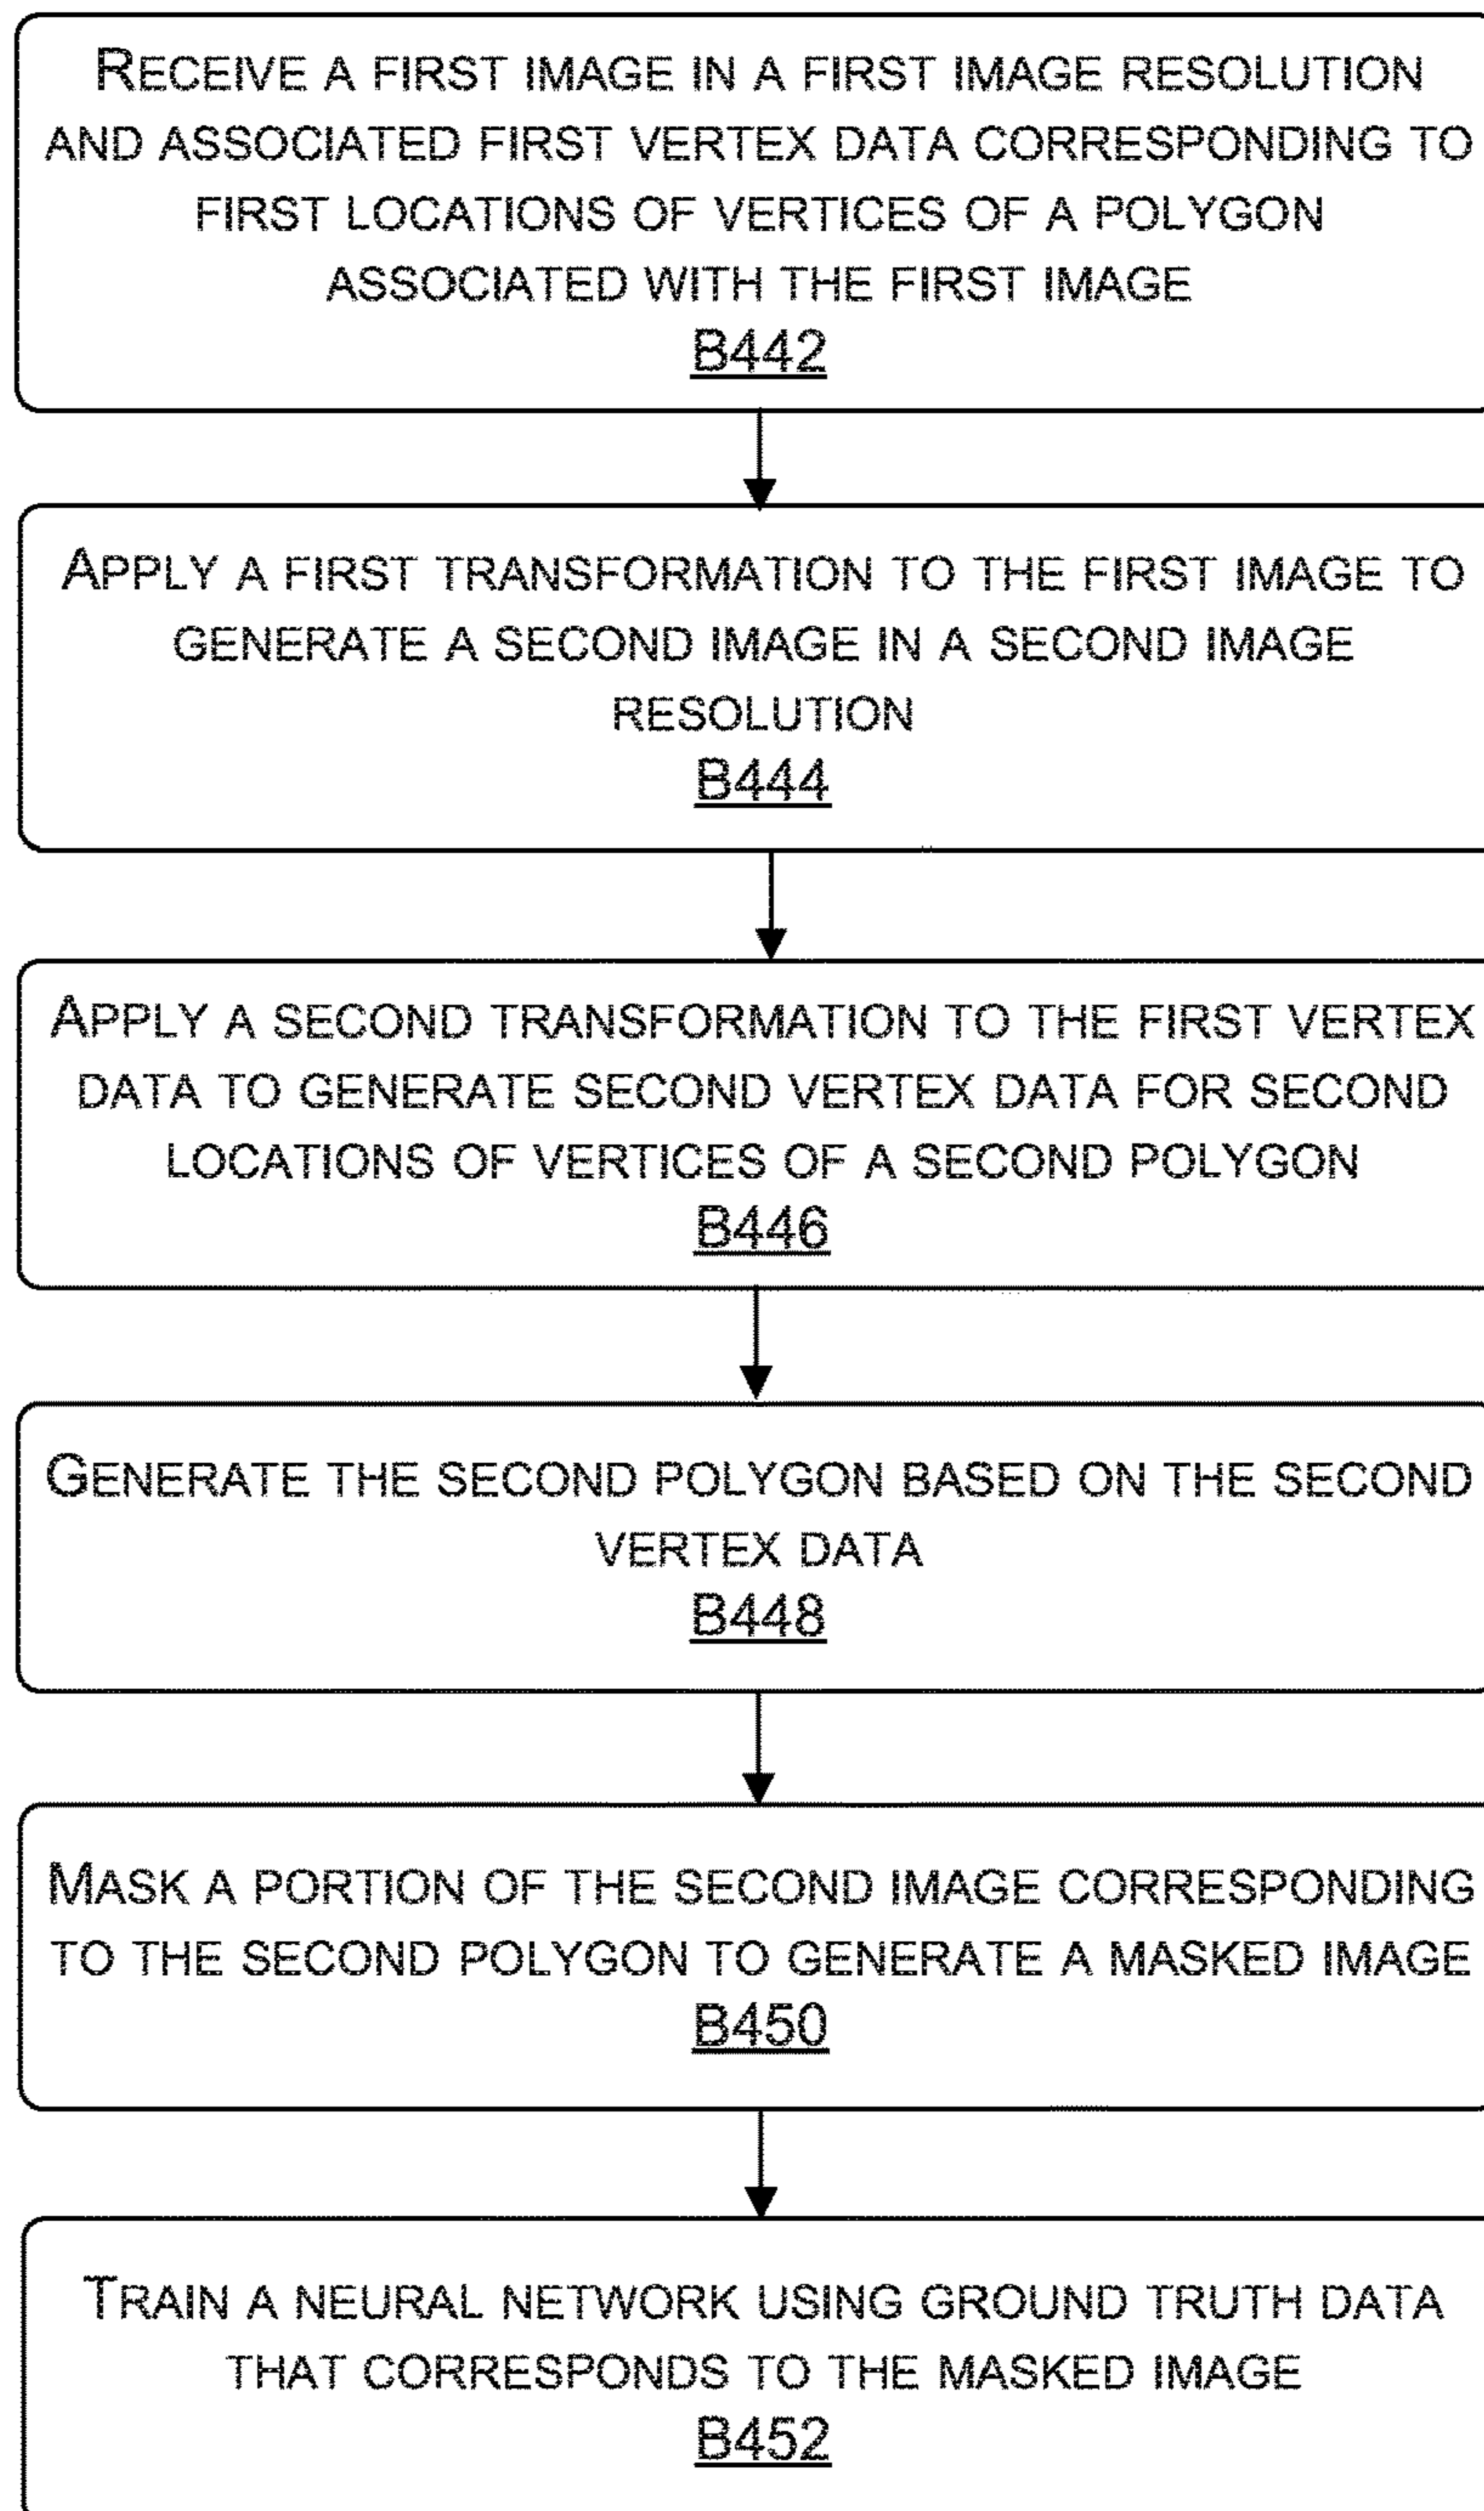 RECEIVE A FIRST IMAGE IN A FIRST IMAGE RESOLUTION
AND ASSOCIATED FIRST VERTEX DATA CORRESPONDING TO
FIRST LOCATIONS OF VERTICES OF A POLYGON
ASSOCIATED WITH THE FIRST IMAGE
B442
APPLY A FIRST TRANSFORMATION TO THE FIRST IMAGE TO
GENERATE A SECOND IMAGE IN A SECOND IMAGE
RESOLUTION
B444
APPLY A SECOND TRANSFORMATION TO THE FIRST VERTEX
DATA TO GENERATE SECOND VERTEX DATA FOR SECOND
LOCATIONS OF VERTICES OF A SECOND POLYGON
B446
GENERATE THE SECOND POLYGON BASED ON THE SECOND
VERTEX DATA
B448
MASK A PORTION OF THE SECOND IMAGE CORRESPONDING
TO THE SECOND POLYGON TO GENERATE A MASKED IMAGE
B450
TRAIN A NEURAL NETWORK USING GROUND TRUTH DATA
THAT CORRESPONDS TO THE MASKED IMAGE
B452